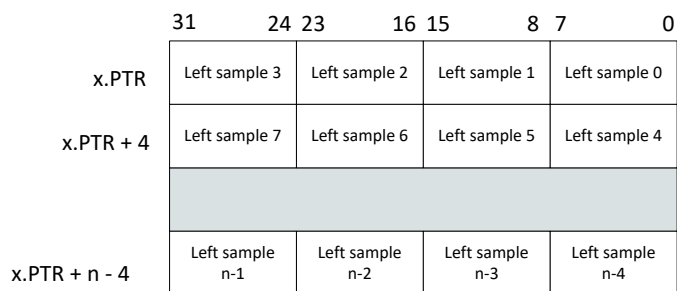 31 24 23 16 15 8 7 0
x.PTR Left sample 3 Left sample 2 Left sample 1 Left sample 0
x.PTR + 4 Left sample 7 Left sample 6 Left sample 5 Left sample 4
x.PTR + n - 4 Left sample n-1 Left sample n-2 Left sample n-3 Left sample n-4